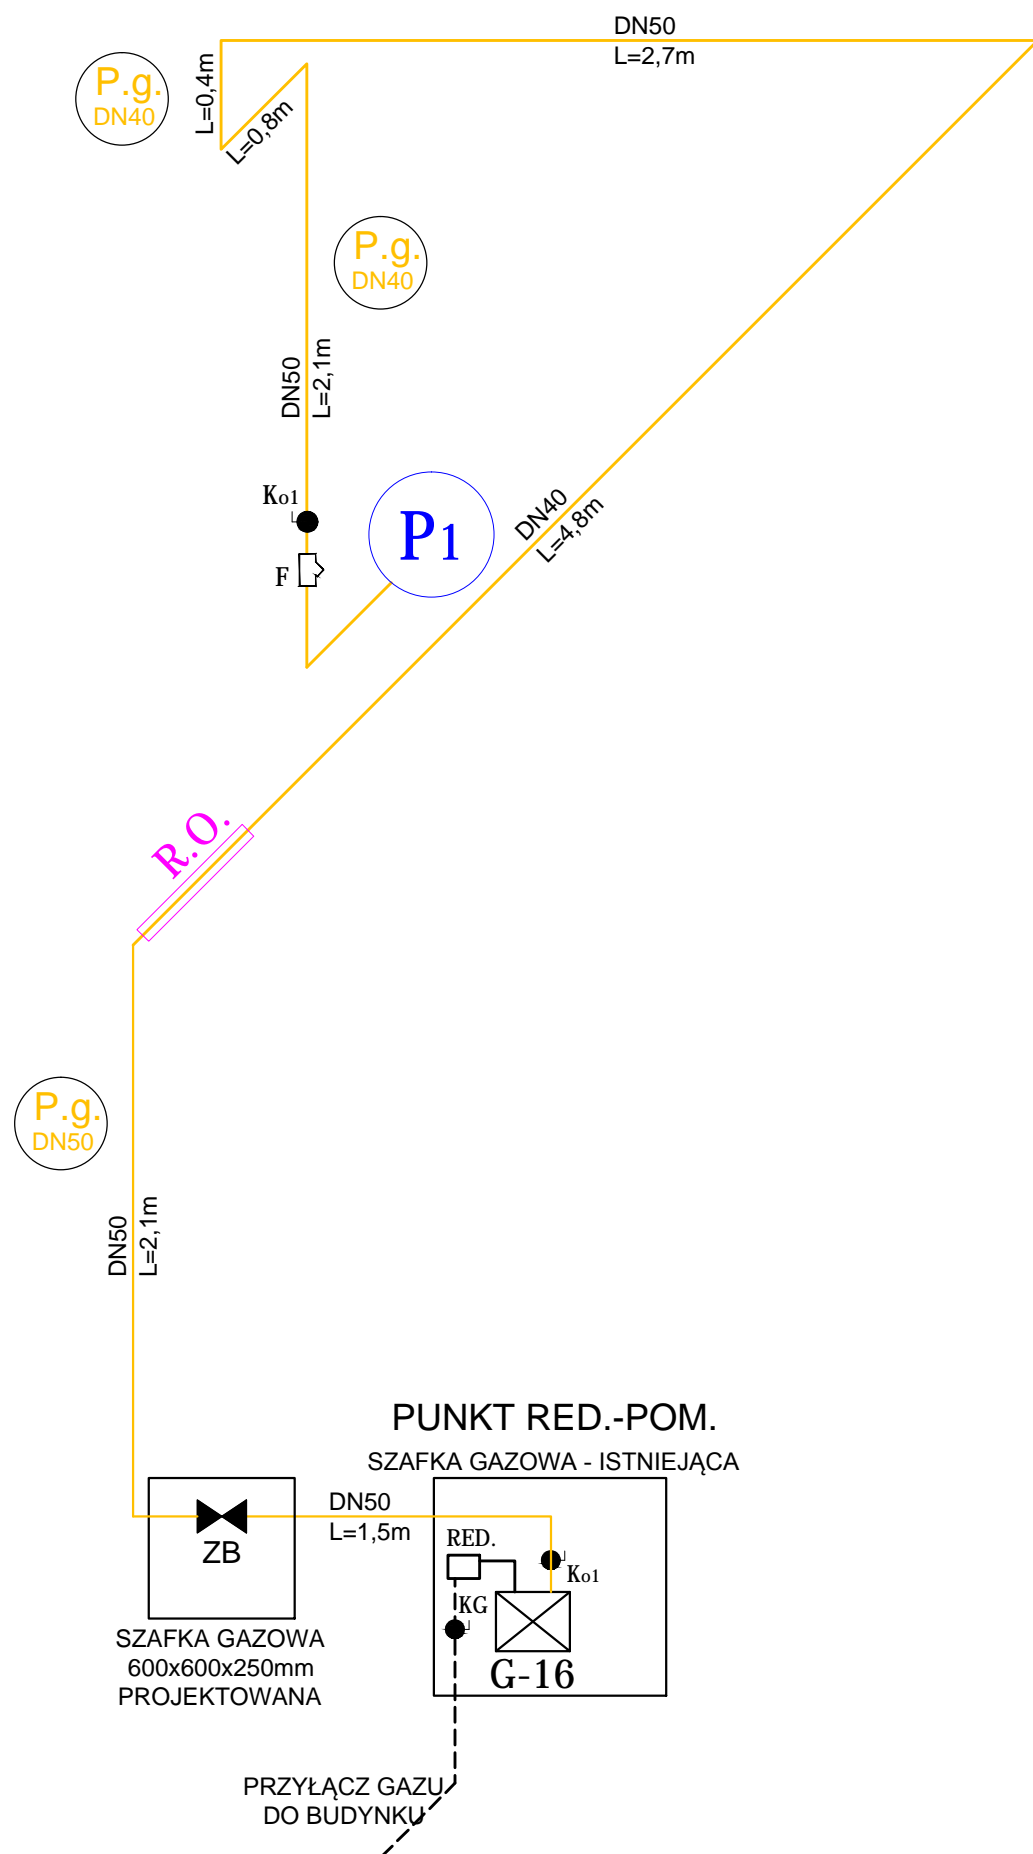 DN50
L=2,7m
P.g.
DN40
L=0,4m
L=0,8m
P.g.
DN40
DN50
L=2,1m
Ko1
P1
DN40
L=4,8m
F
R.O.
P.g.
DN50
DN50
L=2,1m
PUNKT RED.-POM.
SZAFKA GAZOWA - ISTNIEJĄCA
DN50
L=1,5m
RED.
ZB
Ko1
KG
G-16
SZAFKA GAZOWA
600x600x250mm
PROJEKTOWANA
PRZYŁĄCZ GAZU
DO BUDYNKU